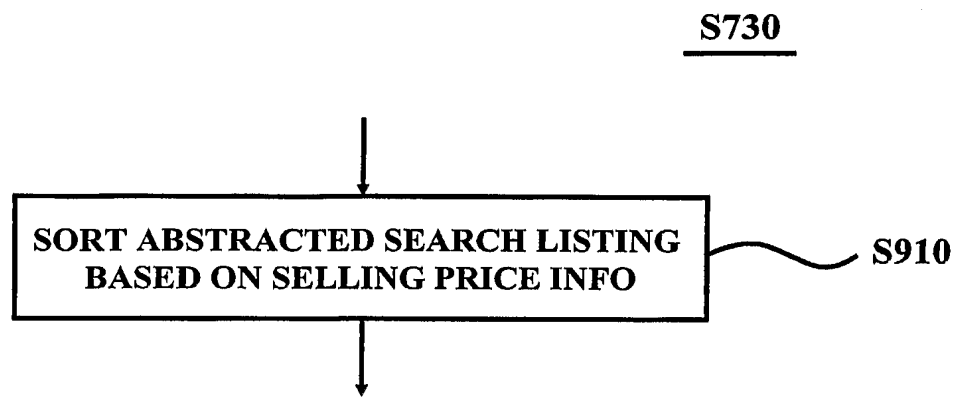 S730
SORT ABSTRACTED SEARCH LISTING
BASED ON SELLING PRICE INFO
S910